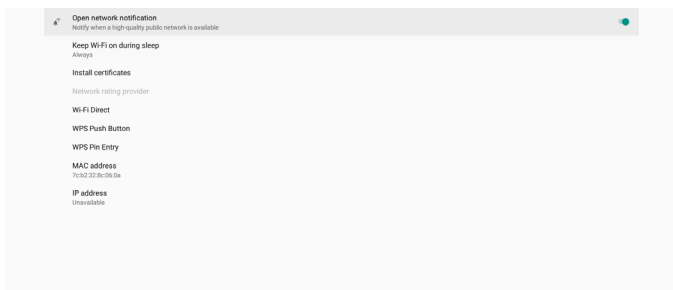 Open network notification
Notify when a high-quality public network is available
Keep Wi-Fi on during sleep
Always
Install certificates
Network rating provider
Wi-Fi Direct
WPS Push Button
WPS Pin Entry
MAC address
7c:b2:32:8c:06:0a
IP address
Unavailable